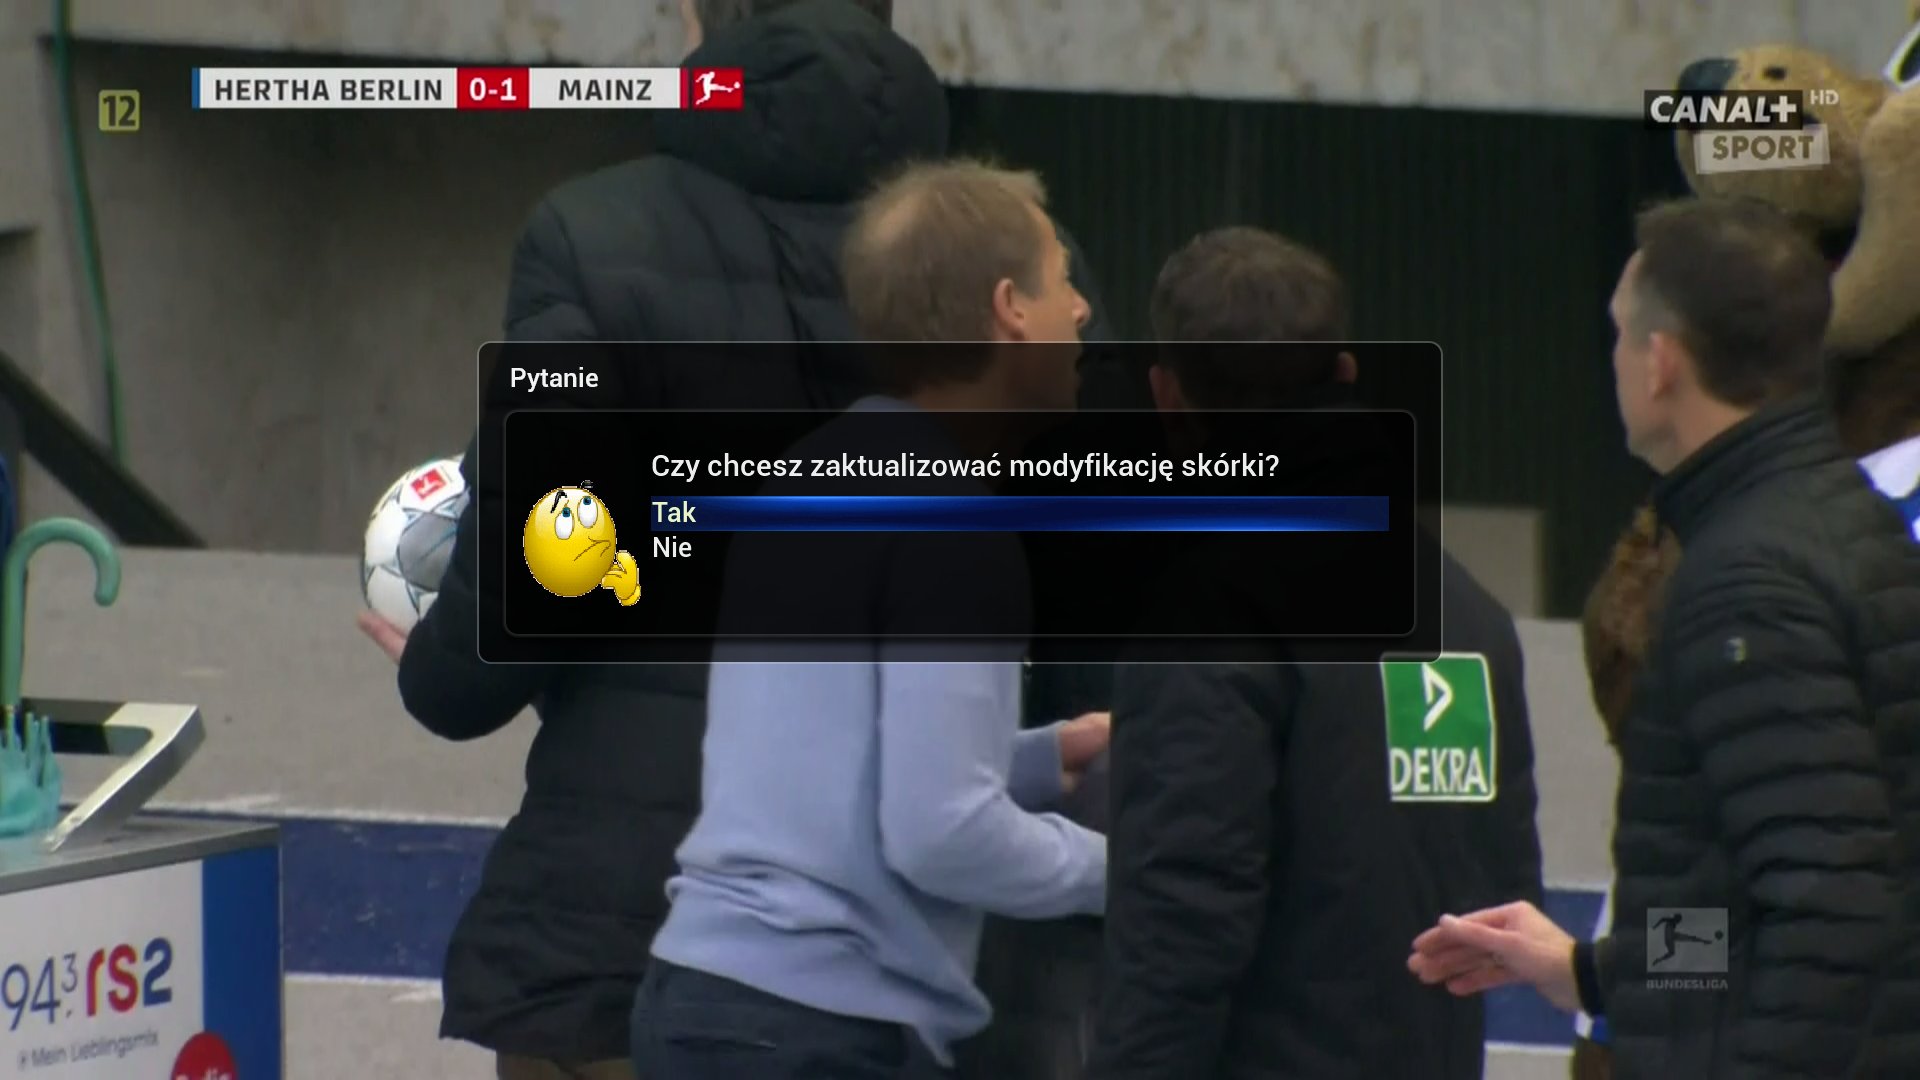 12
HERTHA BERLIN 0-1 MAINZ
CANAL+ HD
SPORT
Pytanie
Czy chcesz zaktualizować modyfikację skórki?
Tak
Nie
DEKRA
94,3 rs2
Mein Lieblingsmix
BUNDESLIGA